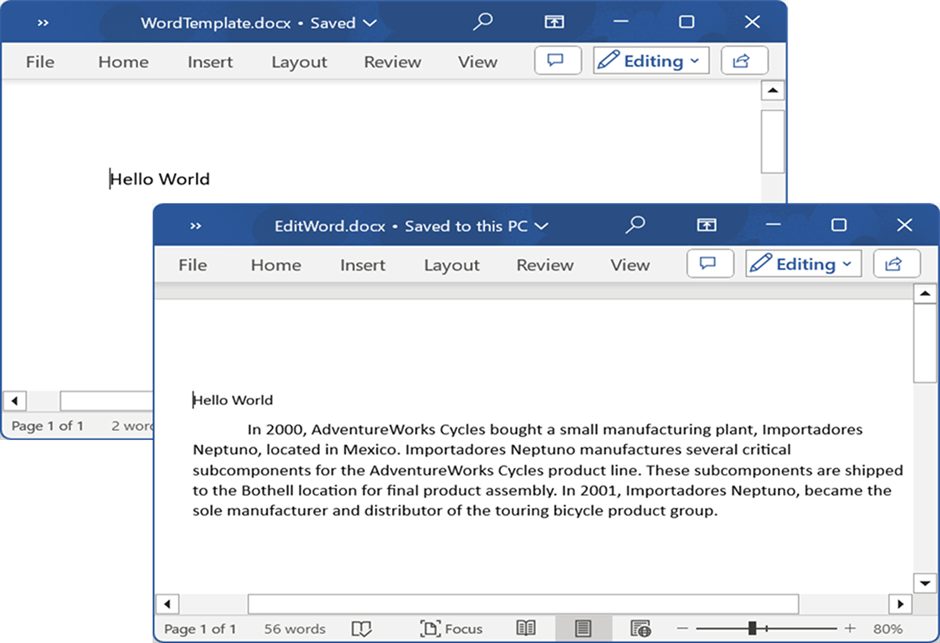 WordTemplate.docx • Saved
File Home Insert Layout Review View Editing
Hello World
Page 1 of 1 2
EditWord.docx • Saved to this PC
File Home Insert Layout Review View Editing
Hello World
In 2000, AdventureWorks Cycles bought a small manufacturing plant, Importadores
Neptuno, located in Mexico. Importadores Neptuno manufactures several critical
subcomponents for the AdventureWorks Cycles product line. These subcomponents are shipped
to the Bothell location for final product assembly. In 2001, Importadores Neptuno, became the
sole manufacturer and distributor of the touring bicycle product group.
Page 1 of 1 56 words Focus 80%